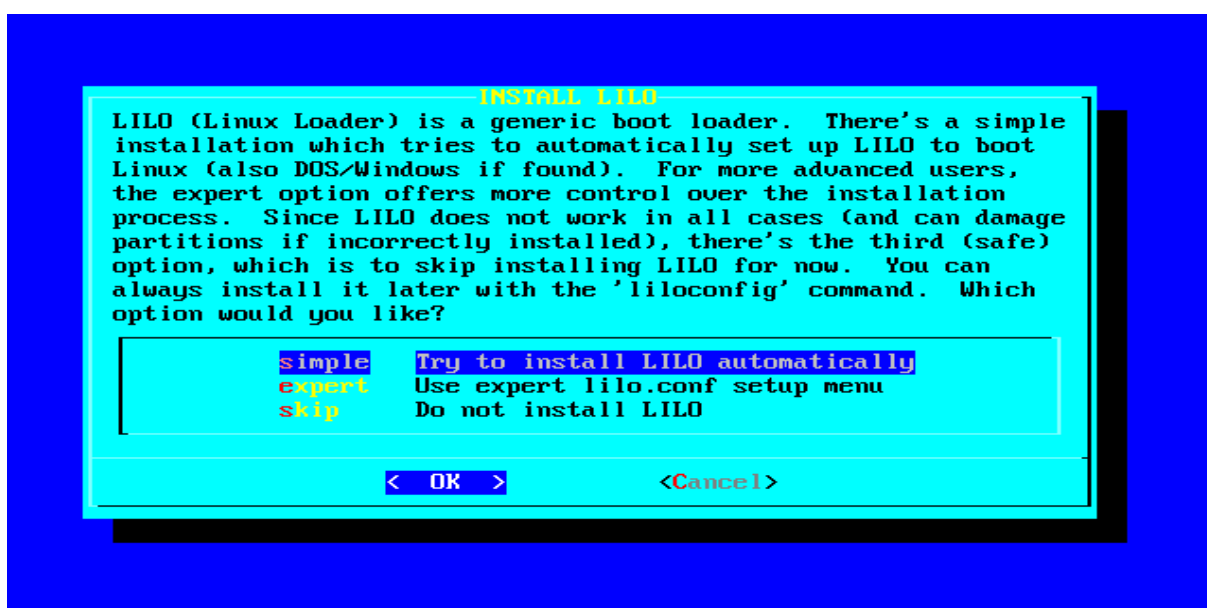 INSTALL LILO
LILO (Linux Loader) is a generic boot loader.  There's a simple
installation which tries to automatically set up LILO to boot
Linux (also DOS/Windows if found).  For more advanced users,
the expert option offers more control over the installation
process.  Since LILO does not work in all cases (and can damage
partitions if incorrectly installed), there's the third (safe)
option, which is to skip installing LILO for now.  You can
always install it later with the 'liloconfig' command.  Which
option would you like?
simple   Try to install LILO automatically
expert   Use expert lilo.conf setup menu
skip     Do not install LILO
<  OK  >          <Cancel>